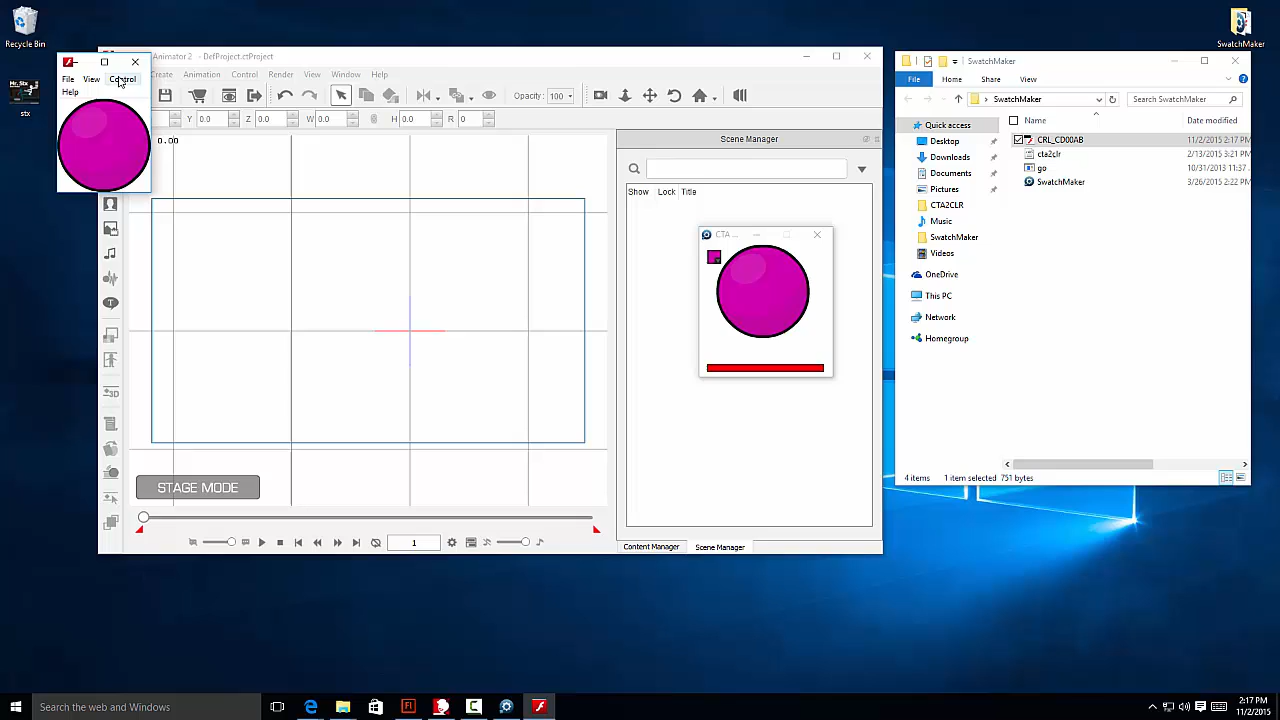 Recycle Bin
stx
File View Control
Help
Animator 2 - DefProject.ctProject
Create Animation Control Render View Window Help
Opacity: 100
Y 0.0 Z 0.0 W 0.0 H 0.0 R 0
0.00
STAGE MODE
1
Scene Manager
Show Lock Title
CTA ...
Content Manager Scene Manager
SwatchMaker
File Home Share View
SwatchMaker
Search SwatchMaker
Quick access
Desktop
Downloads
Documents
Pictures
CTA2CLR
Music
SwatchMaker
Videos
OneDrive
This PC
Network
Homegroup
Name Date modified
CRL_CD00AB 11/2/2015 2:17 PM
cta2clr 2/13/2015 3:21 PM
go 10/31/2013 11:37
SwatchMaker 3/26/2015 2:22 PM
4 items 1 item selected 751 bytes
SwatchMaker
Search the web and Windows
2:17 PM
11/2/2015